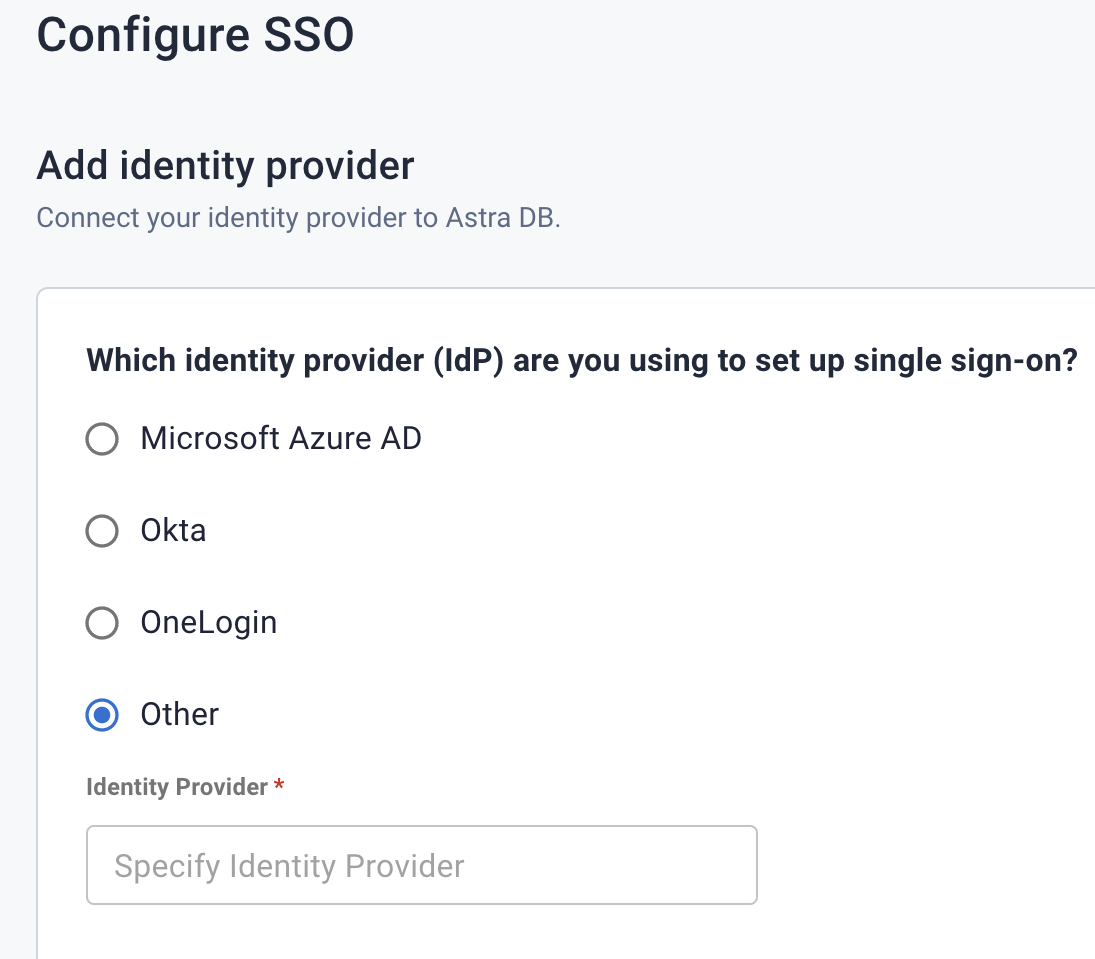 Configure SSO
Add identity provider
Connect your identity provider to Astra DB.
Which identity provider (IdP) are you using to set up single sign-on?
Microsoft Azure AD
Okta
OneLogin
Other
Identity Provider *
Specify Identity Provider